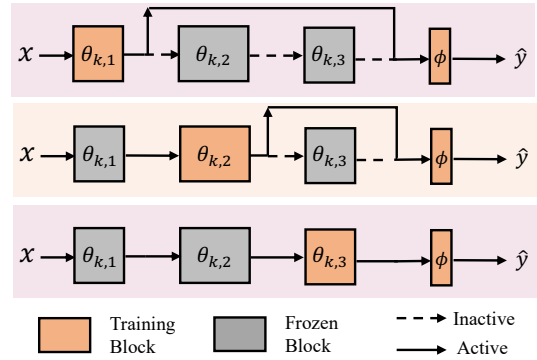 x θk,1 θk,2 θk,3 ϕ ŷ
x θk,1 θk,2 θk,3 ϕ ŷ
x θk,1 θk,2 θk,3 ϕ ŷ
Training Block
Frozen Block
Inactive
Active